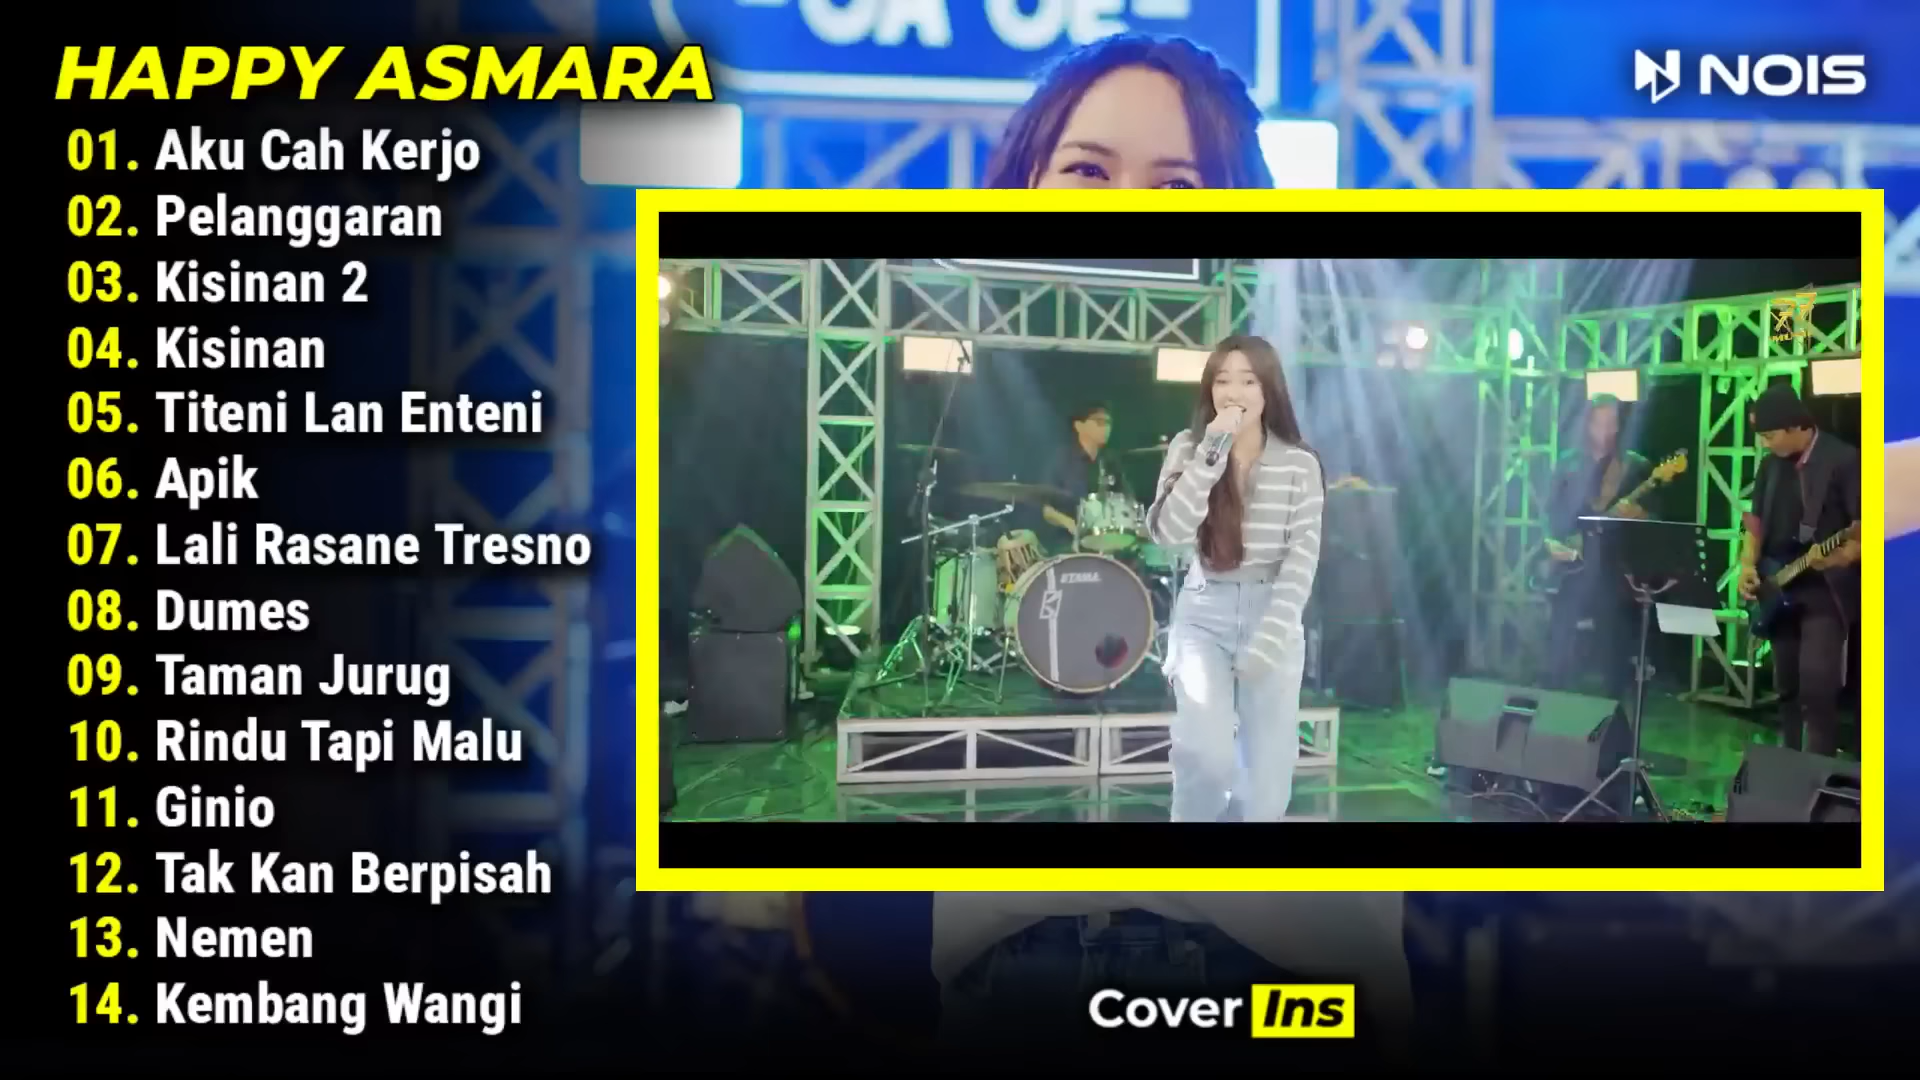 HAPPY ASMARA
NOIS
01. Aku Cah Kerjo
02. Pelanggaran
03. Kisinan 2
04. Kisinan
05. Titeni Lan Enteni
06. Apik
07. Lali Rasane Tresno
08. Dumes
09. Taman Jurug
10. Rindu Tapi Malu
11. Ginio
12. Tak Kan Berpisah
13. Nemen
14. Kembang Wangi
TAMA
Cover Ins